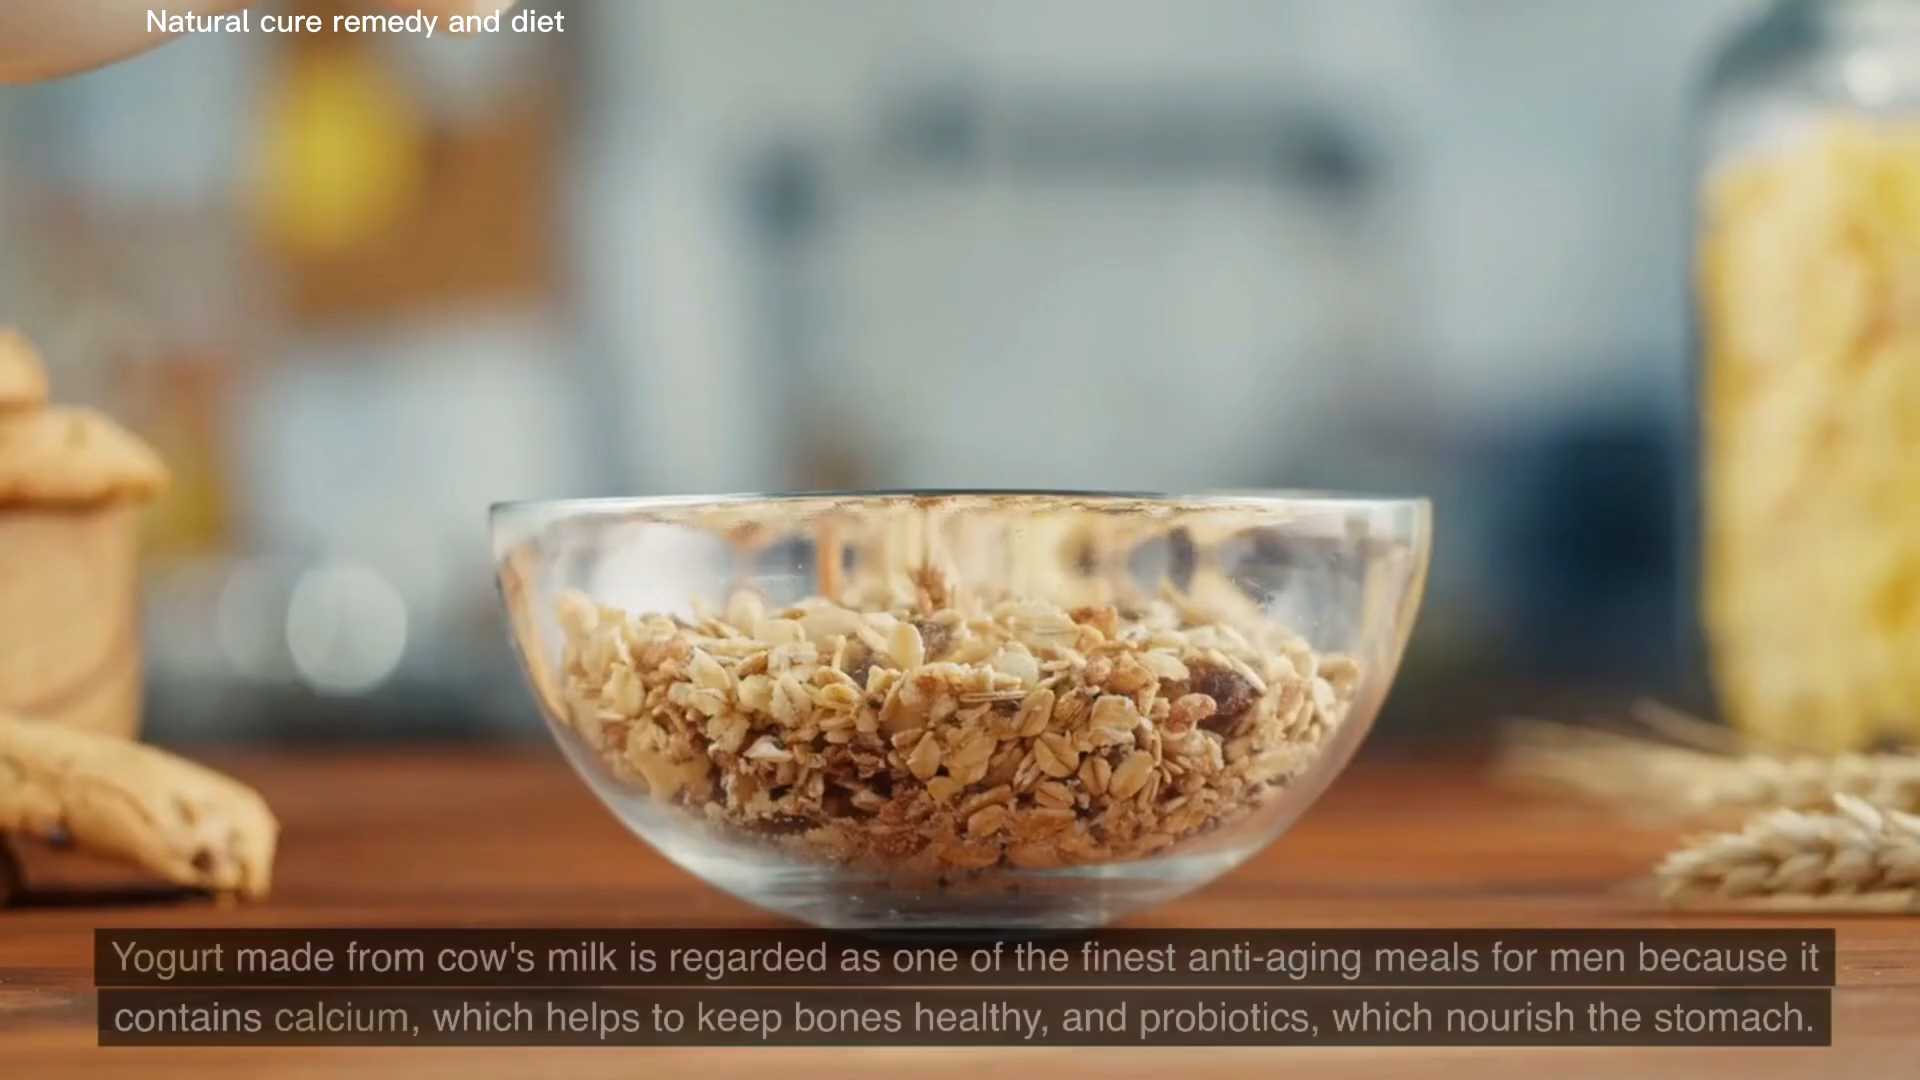 Natural cure remedy and diet
Yogurt made from cow's milk is regarded as one of the finest anti-aging meals for men because it
contains calcium, which helps to keep bones healthy, and probiotics, which nourish the stomach.